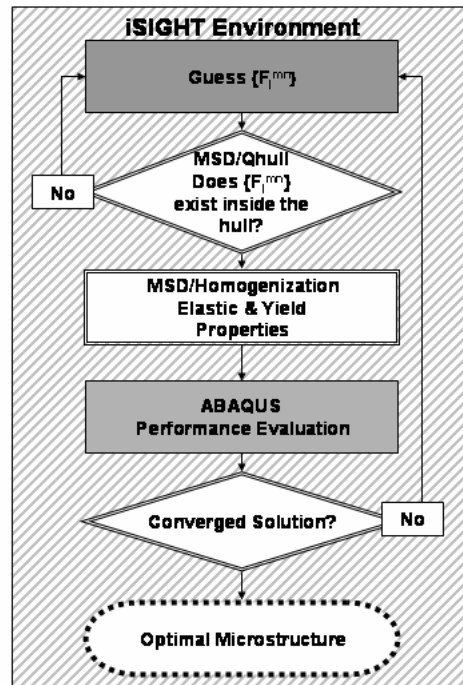 iSIGHT Environment
Guess {F_l^mn}
MSD/Qhull
Does {F_l^mn}
exist inside the
hull?
No
MSD/Homogenization
Elastic & Yield
Properties
ABAQUS
Performance Evaluation
Converged Solution?
No
Optimal Microstructure